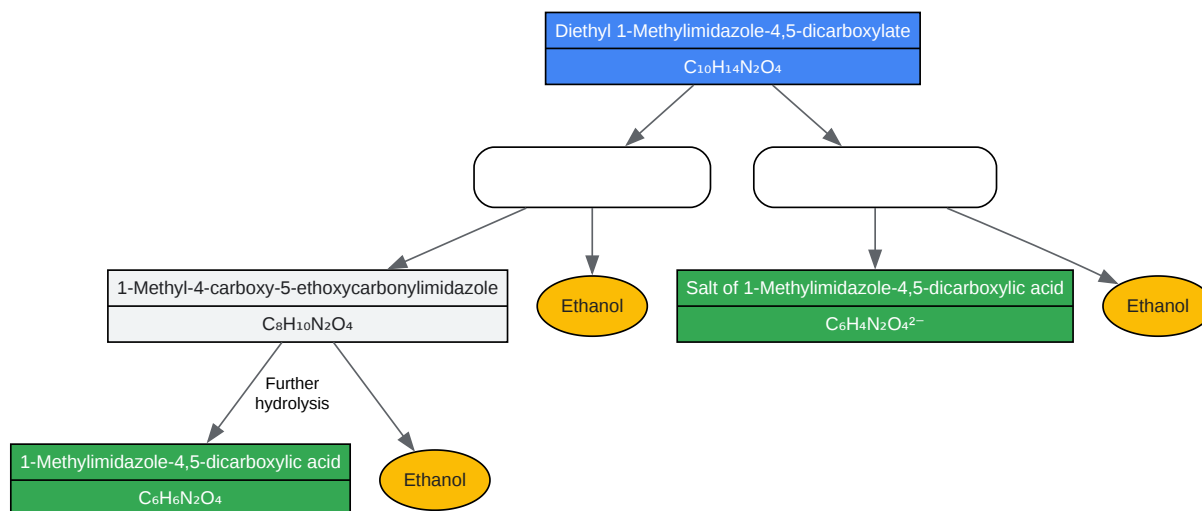 Diethyl 1-Methylimidazole-4,5-dicarboxylate
C₁₀H₁₄N₂O₄
1-Methyl-4-carboxy-5-ethoxycarbonylimidazole
C₈H₁₀N₂O₄
Ethanol
Salt of 1-Methylimidazole-4,5-dicarboxylic acid
C₆H₄N₂O₄²⁻
Ethanol
Further
hydrolysis
1-Methylimidazole-4,5-dicarboxylic acid
C₆H₆N₂O₄
Ethanol